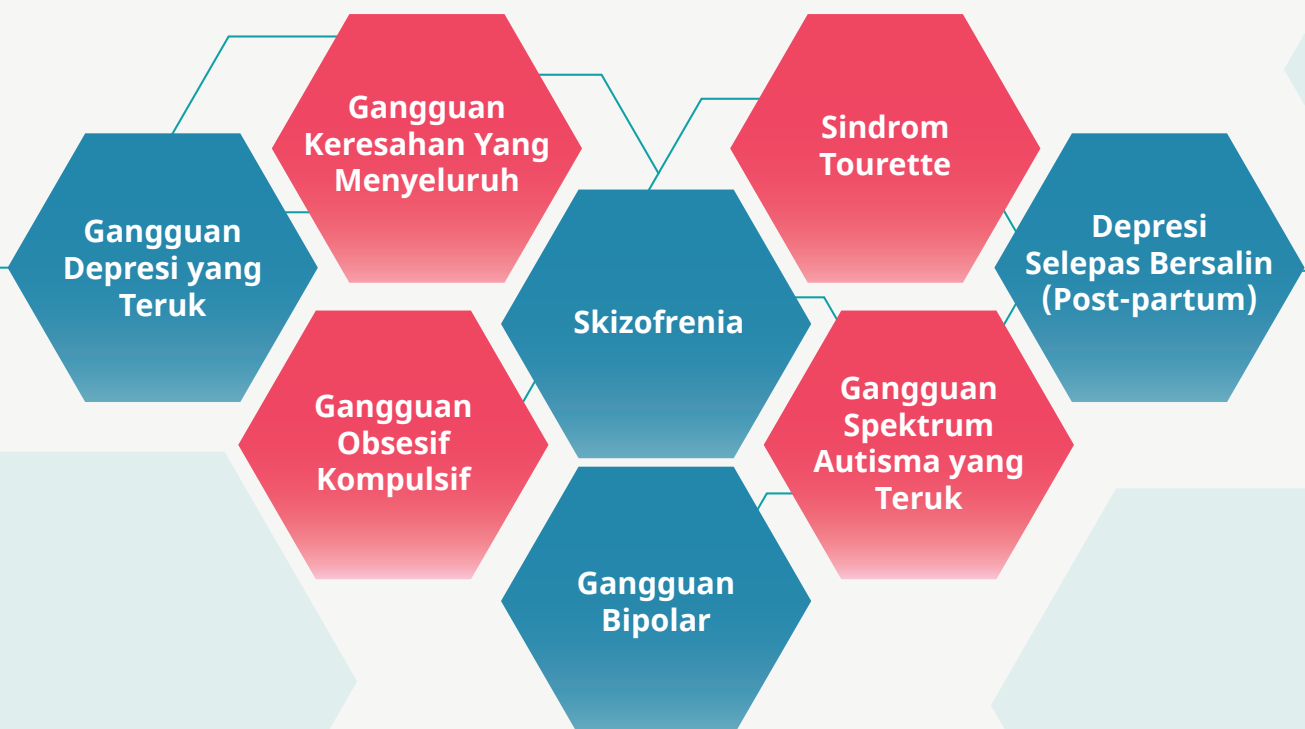 Gangguan
Keresahan Yang
Menyeluruh
Sindrom
Tourette
Gangguan
Depresi yang
Teruk
Depresi
Selepas Bersalin
(Post-partum)
Skizofrenia
Gangguan
Obsesif
Kompulsif
Gangguan
Spektrum
Autisma yang
Teruk
Gangguan
Bipolar